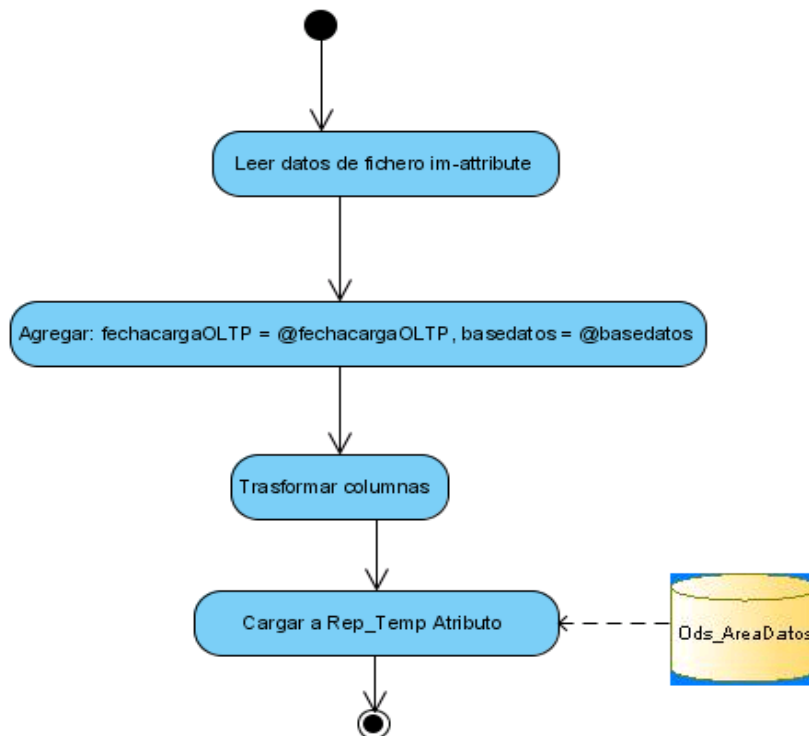 Leer datos de fichero im-attribute
Agregar: fechacargaOLTP = @fechacargaOLTP, basedatos = @basedatos
Trasformar columnas
Cargar a Rep_Temp Atributo
Ods_AreaDatos